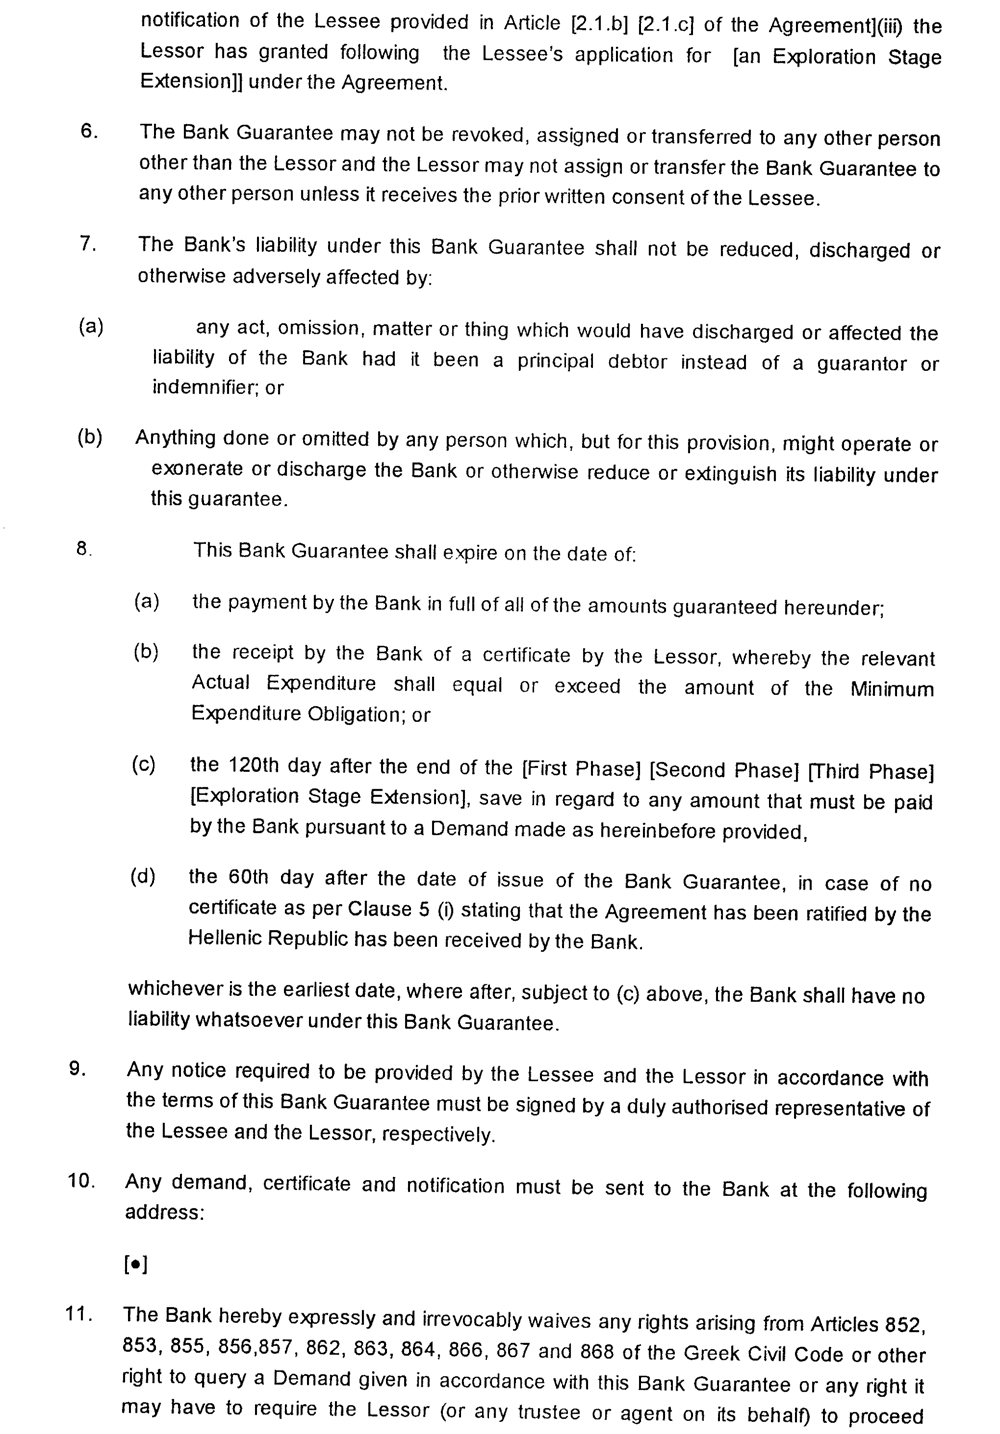 notification of the Lessee provided in Article [2.1.b] [2.1.c] of the Agreement](iii) the
Lessor has granted following the Lessee's application for [an Exploration Stage
Extension]] under the Agreement.
6. The Bank Guarantee may not be revoked, assigned or transferred to any other person
other than the Lessor and the Lessor may not assign or transfer the Bank Guarantee to
any other person unless it receives the prior written consent of the Lessee.
7. The Bank's liability under this Bank Guarantee shall not be reduced, discharged or
otherwise adversely affected by:
(a) any act, omission, matter or thing which would have discharged or affected the
liability of the Bank had it been a principal debtor instead of a guarantor or
indemnifier; or
(b) Anything done or omitted by any person which, but for this provision, might operate or
exonerate or discharge the Bank or otherwise reduce or extinguish its liability under
this guarantee.
8. This Bank Guarantee shall expire on the date of:
(a) the payment by the Bank in full of all of the amounts guaranteed hereunder;
(b) the receipt by the Bank of a certificate by the Lessor, whereby the relevant
Actual Expenditure shall equal or exceed the amount of the Minimum
Expenditure Obligation; or
(c) the 120th day after the end of the [First Phase] [Second Phase] [Third Phase]
[Exploration Stage Extension], save in regard to any amount that must be paid
by the Bank pursuant to a Demand made as hereinbefore provided,
(d) the 60th day after the date of issue of the Bank Guarantee, in case of no
certificate as per Clause 5 (i) stating that the Agreement has been ratified by the
Hellenic Republic has been received by the Bank.
whichever is the earliest date, where after, subject to (c) above, the Bank shall have no
liability whatsoever under this Bank Guarantee.
9. Any notice required to be provided by the Lessee and the Lessor in accordance with
the terms of this Bank Guarantee must be signed by a duly authorised representative of
the Lessee and the Lessor, respectively.
10. Any demand, certificate and notification must be sent to the Bank at the following
address:
[●]
11. The Bank hereby expressly and irrevocably waives any rights arising from Articles 852,
853, 855, 856,857, 862, 863, 864, 866, 867 and 868 of the Greek Civil Code or other
right to query a Demand given in accordance with this Bank Guarantee or any right it
may have to require the Lessor (or any trustee or agent on its behalf) to proceed